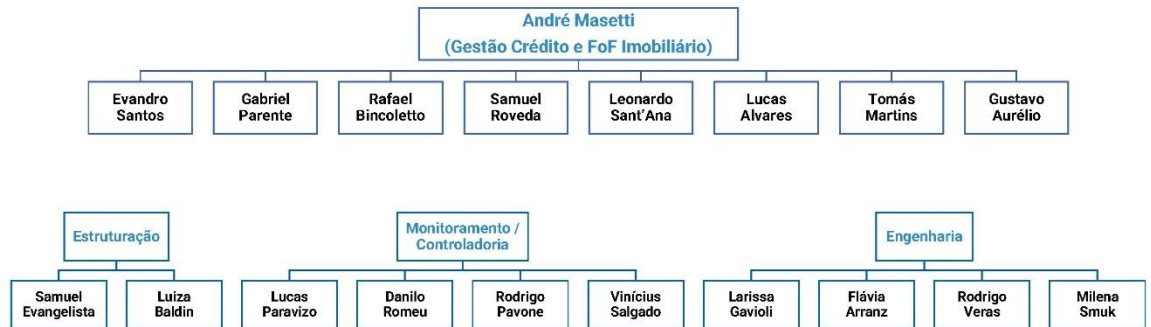 André Masetti
(Gestão Crédito e FoF Imobiliário)
Evandro
Santos
Gabriel
Parente
Rafael
Bincoletto
Samuel
Roveda
Leonardo
Sant'Ana
Lucas
Alvares
Tomás
Martins
Gustavo
Aurélio
Estruturação
Samuel
Evangelista
Luiza
Baldin
Monitoramento /
Controladoria
Lucas
Paravizo
Danilo
Romeu
Rodrigo
Pavone
Vinícius
Salgado
Engenharia
Larissa
Gavioli
Flávia
Arranz
Rodrigo
Veras
Milena
Smuk